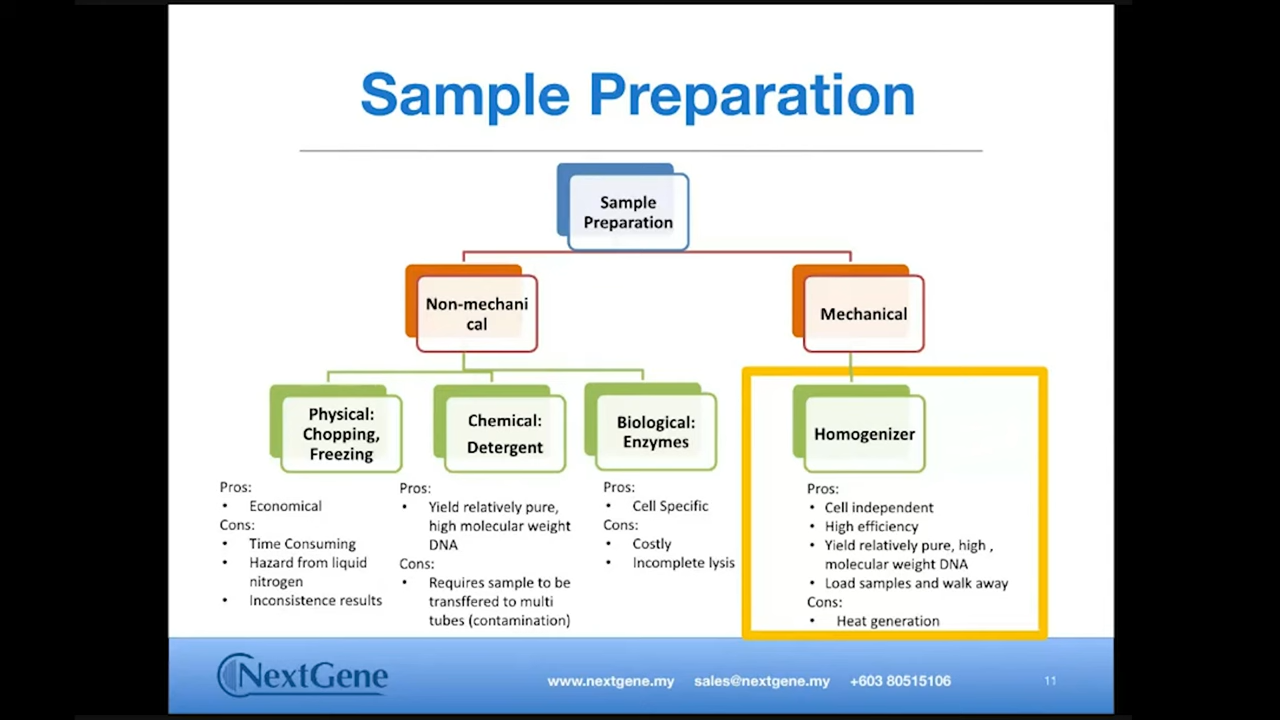 Sample Preparation
Sample
Preparation
Non-mechani
cal
Mechanical
Physical:
Chopping,
Freezing
Chemical:
Detergent
Biological:
Enzymes
Homogenizer
Pros:
• Economical
Cons:
• Time Consuming
• Hazard from liquid
nitrogen
• Inconsistence results
Pros:
• Yield relatively pure,
high molecular weight
DNA
Cons:
• Requires sample to be
transffered to multi
tubes (contamination)
Pros:
• Cell Specific
Cons:
• Costly
• Incomplete lysis
Pros:
• Cell independent
• High efficiency
• Yield relatively pure, high ,
molecular weight DNA
• Load samples and walk away
Cons:
• Heat generation
NextGene
www.nextgene.my sales@nextgene.my +603 80515106
11